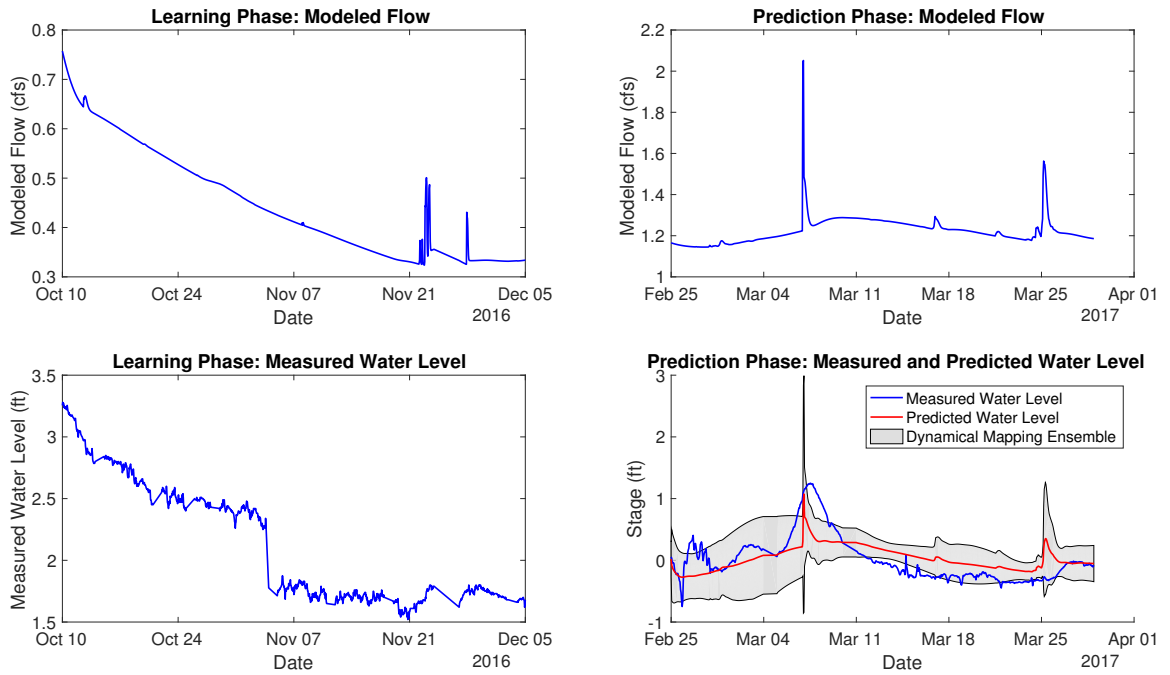 Learning Phase: Modeled Flow
Modeled Flow (cfs)
0.8
0.7
0.6
0.5
0.4
0.3
Oct 10 Oct 24 Nov 07 Nov 21 Dec 05
Date 2016
Prediction Phase: Modeled Flow
Modeled Flow (cfs)
2.2
2
1.8
1.6
1.4
1.2
1
Feb 25 Mar 04 Mar 11 Mar 18 Mar 25 Apr 01
Date 2017
Learning Phase: Measured Water Level
Measured Water Level (ft)
3.5
3
2.5
2
1.5
Oct 10 Oct 24 Nov 07 Nov 21 Dec 05
Date 2016
Prediction Phase: Measured and Predicted Water Level
Stage (ft)
3
2
1
0
-1
Measured Water Level
Predicted Water Level
Dynamical Mapping Ensemble
Feb 25 Mar 04 Mar 11 Mar 18 Mar 25 Apr 01
Date 2017